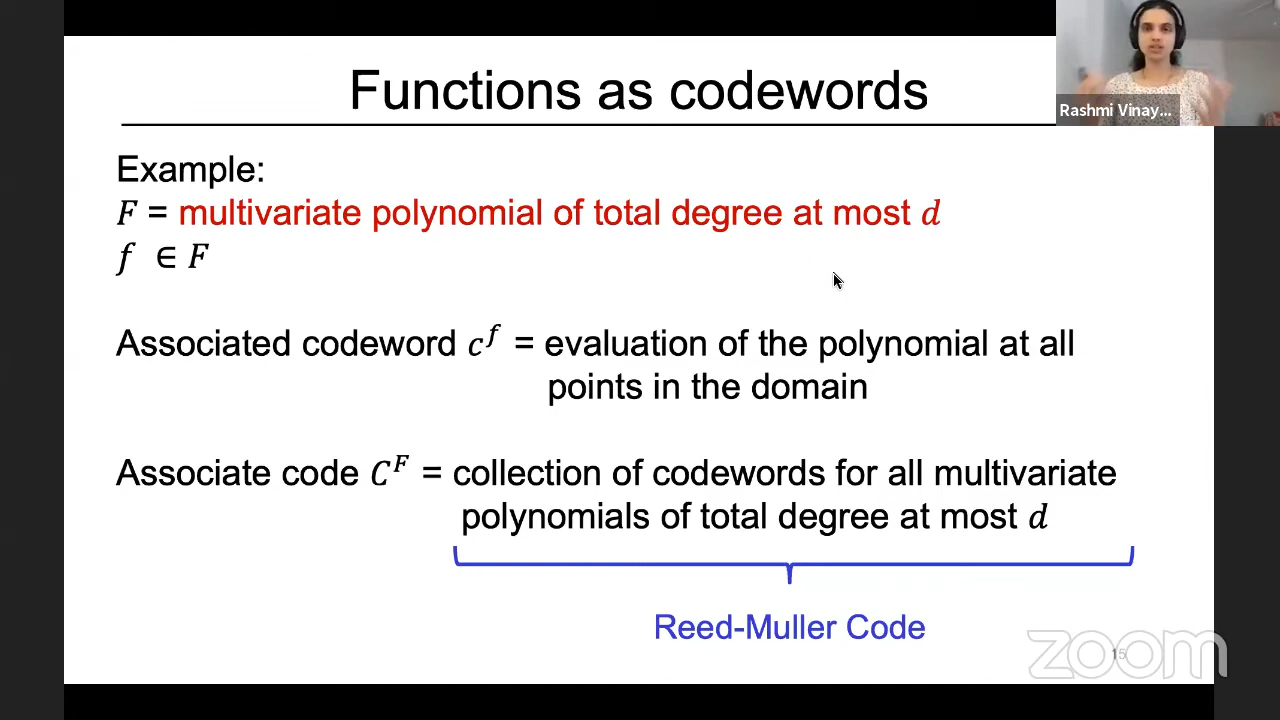 Functions as codewords
Rashmi Vinay...
Example:
F = multivariate polynomial of total degree at most d
f ∈ F
Associated codeword c^f = evaluation of the polynomial at all
points in the domain
Associate code C^F = collection of codewords for all multivariate
polynomials of total degree at most d
Reed-Muller Code
zoom
15